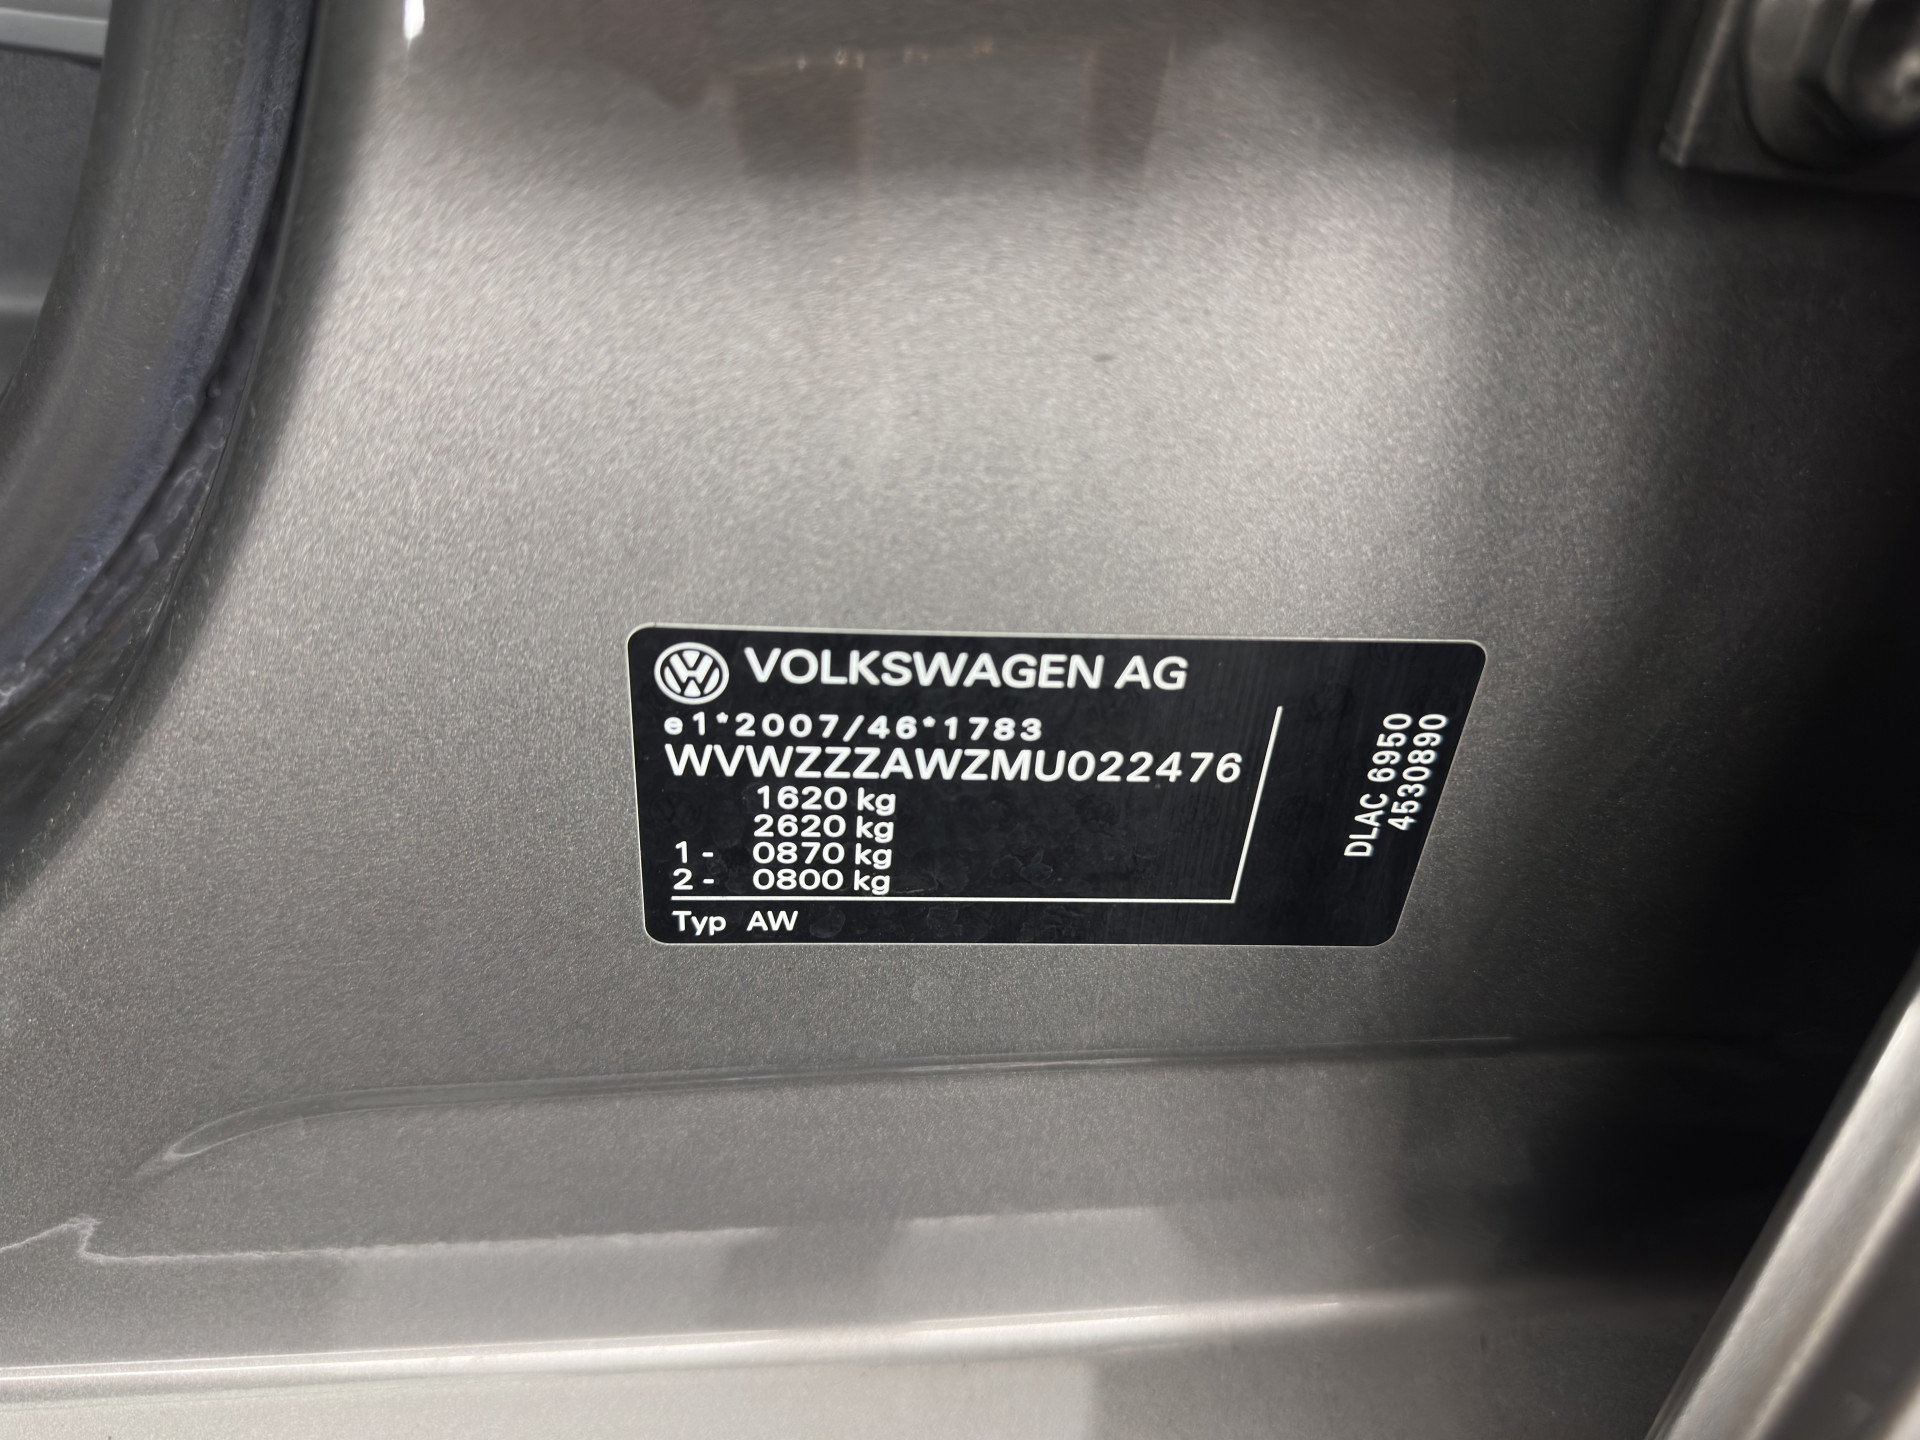 VOLKSWAGEN AG
e1*2007/46*1783
WVWZZZAWZMU022476
1620 kg
2620 kg
1- 0870 kg
2- 0800 kg
Typ AW
DLAC 6950
4530890